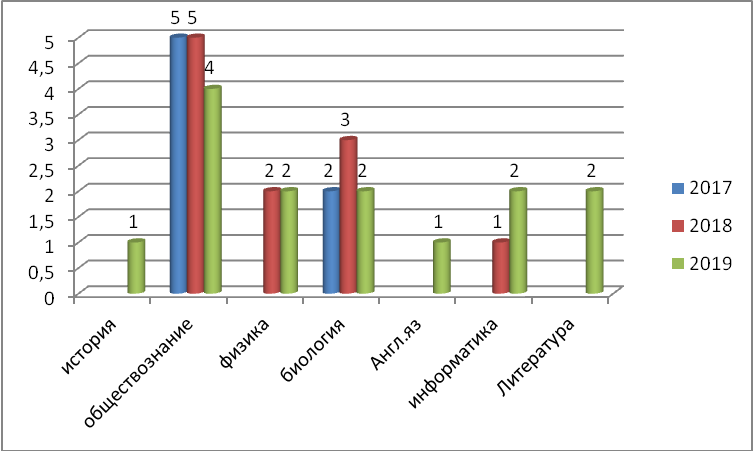 5
4,5
4
3,5
3
2,5
2
1,5
1
0,5
0
1
5 5 4
2 2
2 3 2
1
1 2
2
история
обществознание
физика
биология
Англ.яз
информатика
Литература
2017
2018
2019